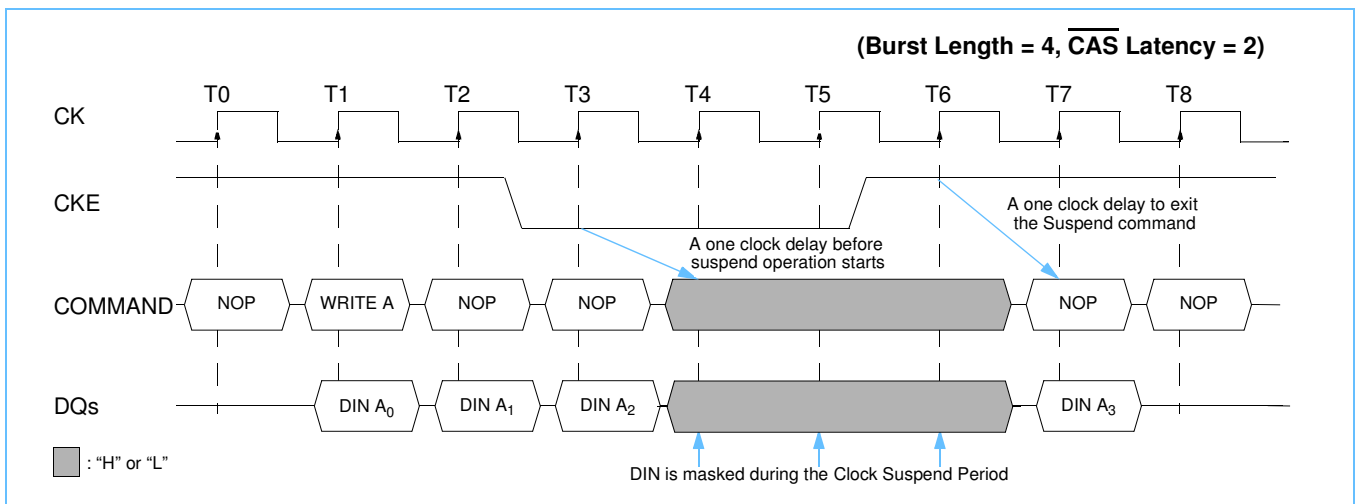 (Burst Length = 4, CAS Latency = 2)
T0 T1 T2 T3 T4 T5 T6 T7 T8
CK
CKE
A one clock delay to exit
the Suspend command
A one clock delay before
suspend operation starts
COMMAND NOP WRITE A NOP NOP NOP NOP
DQs DIN A0 DIN A1 DIN A2 DIN A3
: “H” or “L”
DIN is masked during the Clock Suspend Period